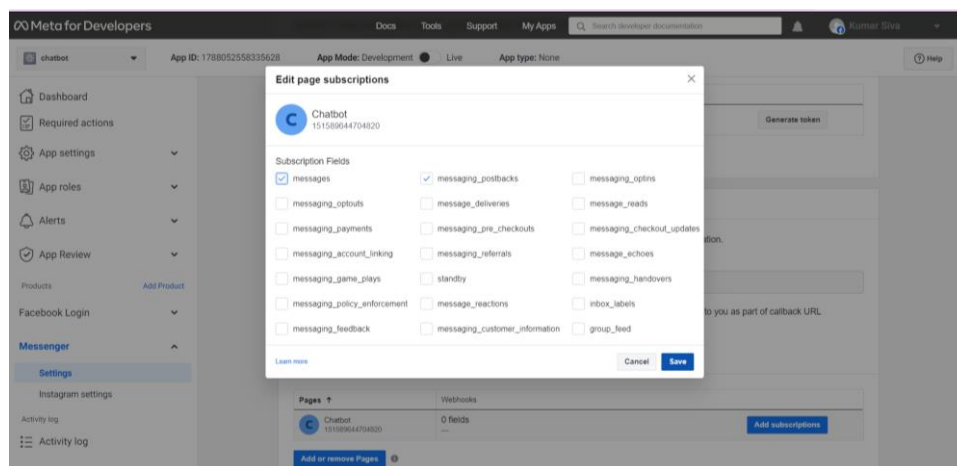 Meta for Developers
Docs Tools Support My Apps Search developer documentation Kumar Siva
chatbot App ID: 1788052558335628 App Mode: Development Live App type: None Help
Edit page subscriptions
C Chatbot
151589644704820
Subscription Fields
messages messaging_postbacks messaging_optins
messaging_optouts message_deliveries message_reads
messaging_payments messaging_pre_checkouts messaging_checkout_updates
messaging_account_linking messaging_referrals message_echoes
messaging_game_plays standby messaging_handovers
messaging_policy_enforcement message_reactions inbox_labels
messaging_feedback messaging_customer_information group_feed
Learn more Cancel Save
Dashboard
Required actions
App settings
App roles
Alerts
App Review
Products Add Product
Facebook Login
Messenger
Settings
Instagram settings
Activity log
Activity log
Generate token
ation.
to you as part of callback URL
Pages ↑ Webhooks
C Chatbot 0 fields Add subscriptions
151589644704820 —
Add or remove Pages